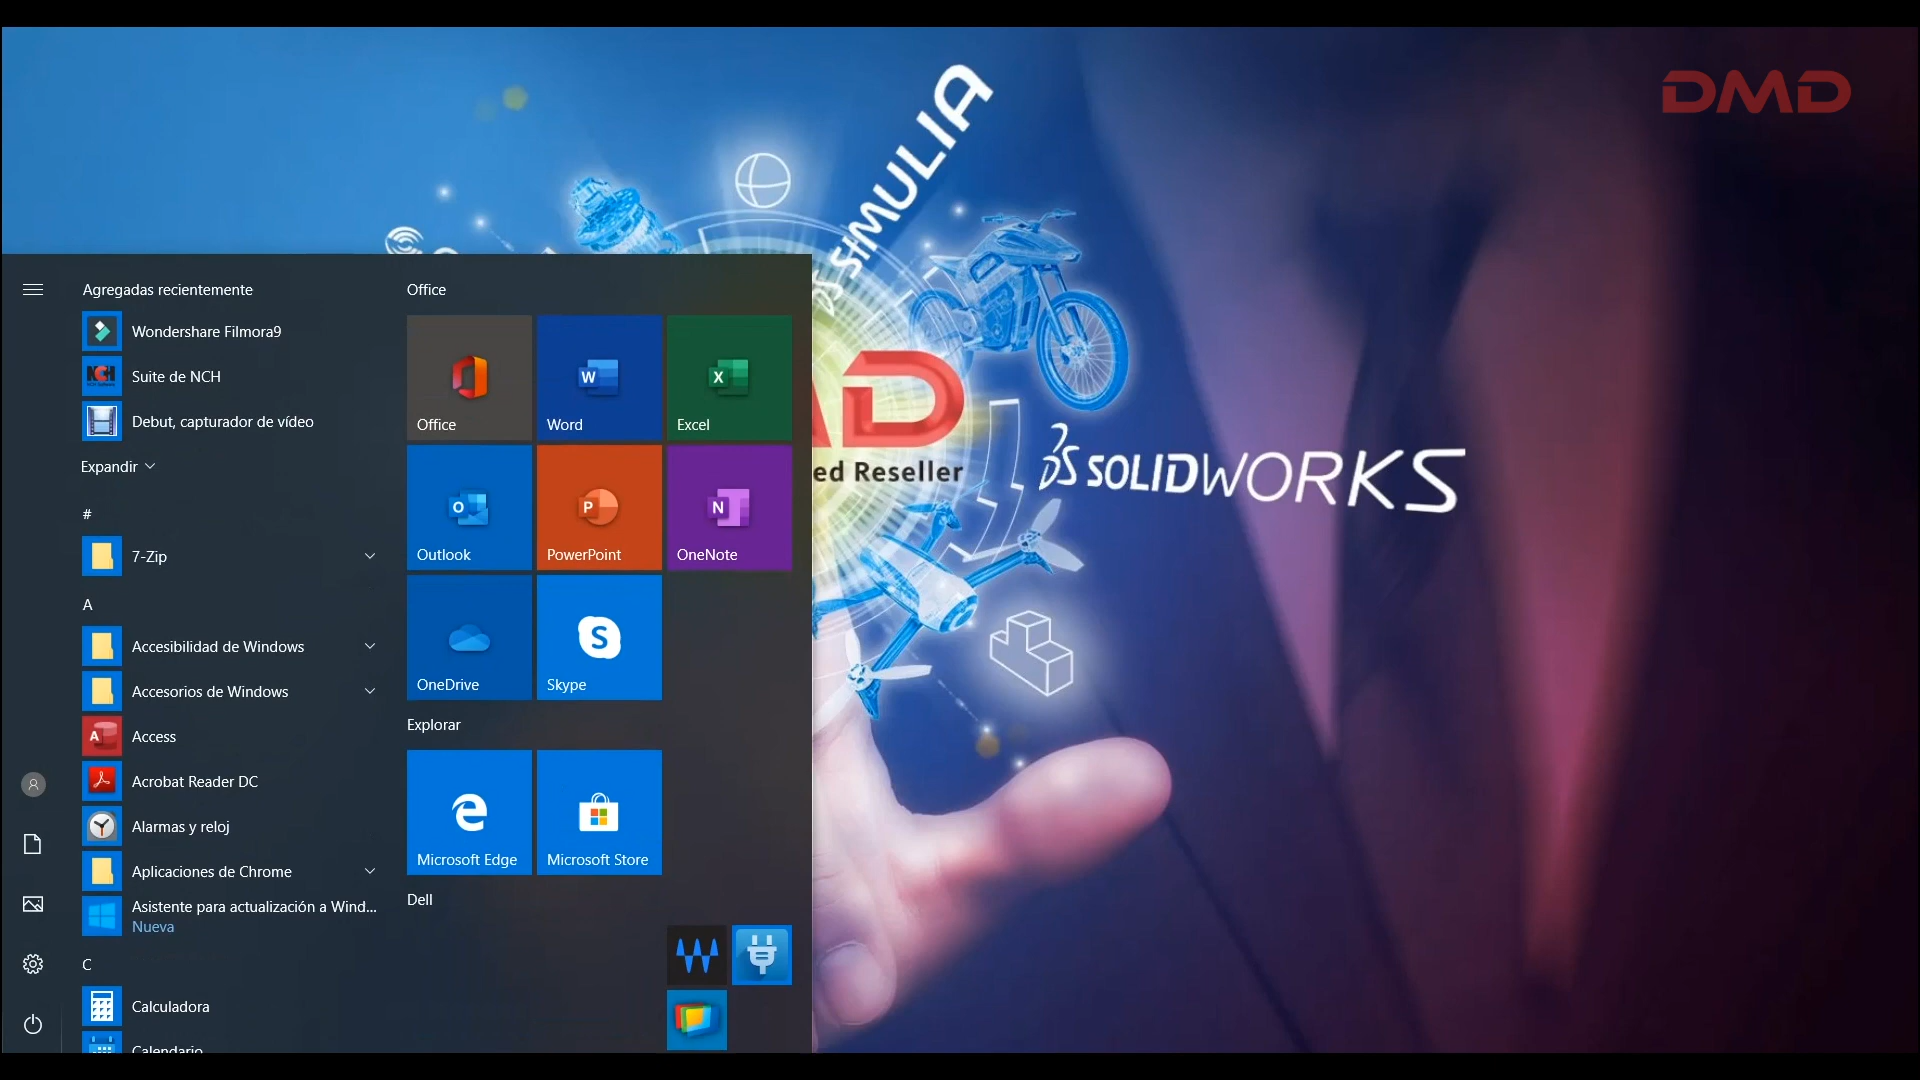 DMD
SIMULIA
SOLIDWORKS
ed Reseller
Agregadas recientemente
Wondershare Filmora9
Suite de NCH
NCH
Debut, capturador de vídeo
Expandir
#
7-Zip
A
Accesibilidad de Windows
Accesorios de Windows
A
Access
Acrobat Reader DC
Alarmas y reloj
Aplicaciones de Chrome
Asistente para actualización a Wind...
Nueva
C
Calculadora
Calendario
Office
Office
W
Word
X
Excel
O
Outlook
P
PowerPoint
N
OneNote
OneDrive
S
Skype
Explorar
Microsoft Edge
Microsoft Store
Dell